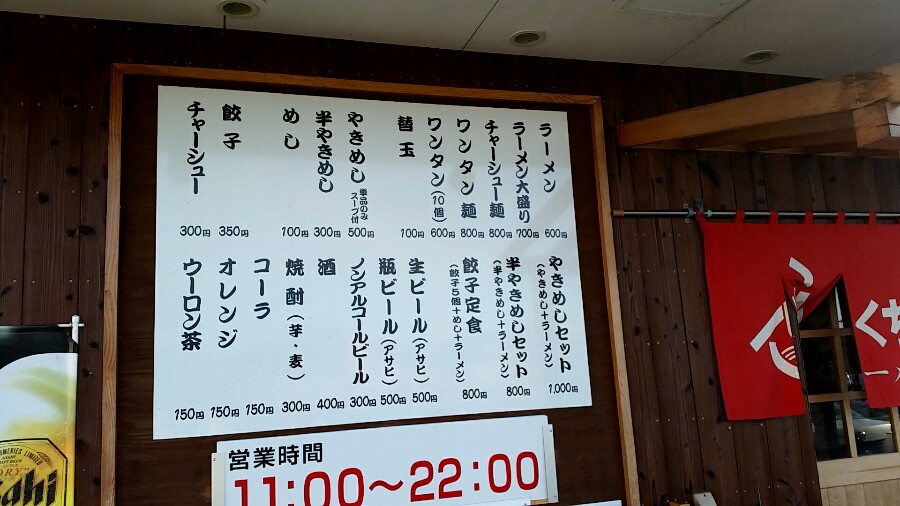 ラーメン 600円
ラーメン大盛り 700円
チャーシュー麺 800円
ワンタン麺 800円
ワンタン(10個) 600円
替玉 100円
やきめし 単品のみスープ付 500円
半やきめし 300円
めし 100円
餃子 350円
チャーシュー 300円
やきめしセット(やきめし+ラーメン) 1,000円
半やきめしセット(半やきめし+ラーメン) 800円
餃子定食(餃子5個+めし+ラーメン) 800円
生ビール(アサヒ) 500円
瓶ビール(アサヒ) 500円
ノンアルコールビール 300円
酒 400円
焼酎(芋・麦) 300円
コーラ 150円
オレンジ 150円
ウーロン茶 150円
営業時間
11:00～22:00